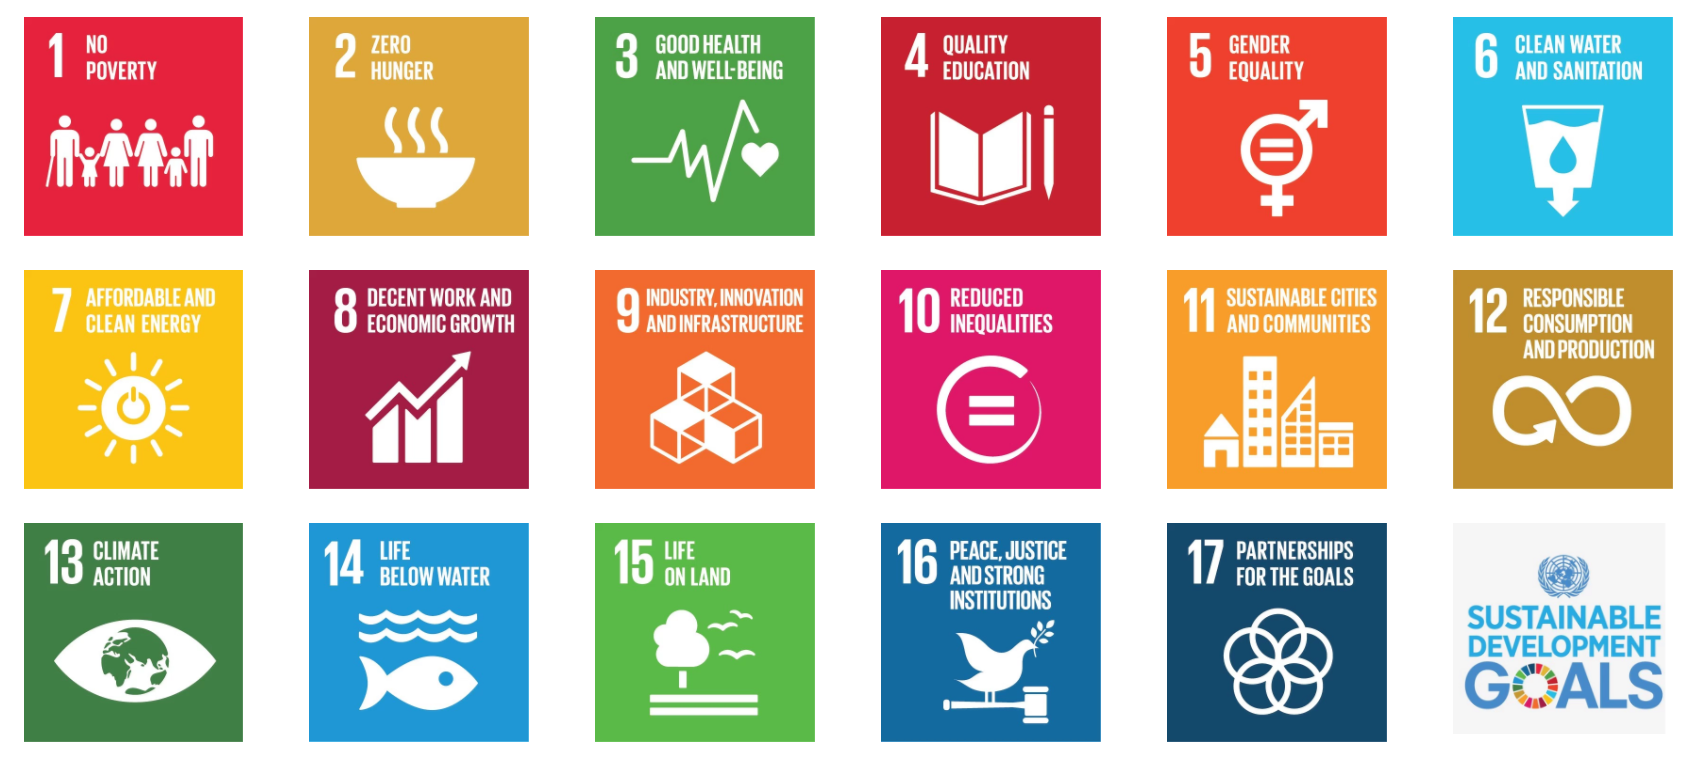 1 NO
POVERTY
2 ZERO
HUNGER
3 GOOD HEALTH
AND WELL-BEING
4 QUALITY
EDUCATION
5 GENDER
EQUALITY
6 CLEAN WATER
AND SANITATION
7 AFFORDABLE AND
CLEAN ENERGY
8 DECENT WORK AND
ECONOMIC GROWTH
9 INDUSTRY, INNOVATION
AND INFRASTRUCTURE
10 REDUCED
INEQUALITIES
11 SUSTAINABLE CITIES
AND COMMUNITIES
12 RESPONSIBLE
CONSUMPTION
AND PRODUCTION
13 CLIMATE
ACTION
14 LIFE
BELOW WATER
15 LIFE
ON LAND
16 PEACE, JUSTICE
AND STRONG
INSTITUTIONS
17 PARTNERSHIPS
FOR THE GOALS
SUSTAINABLE
DEVELOPMENT
GOALS